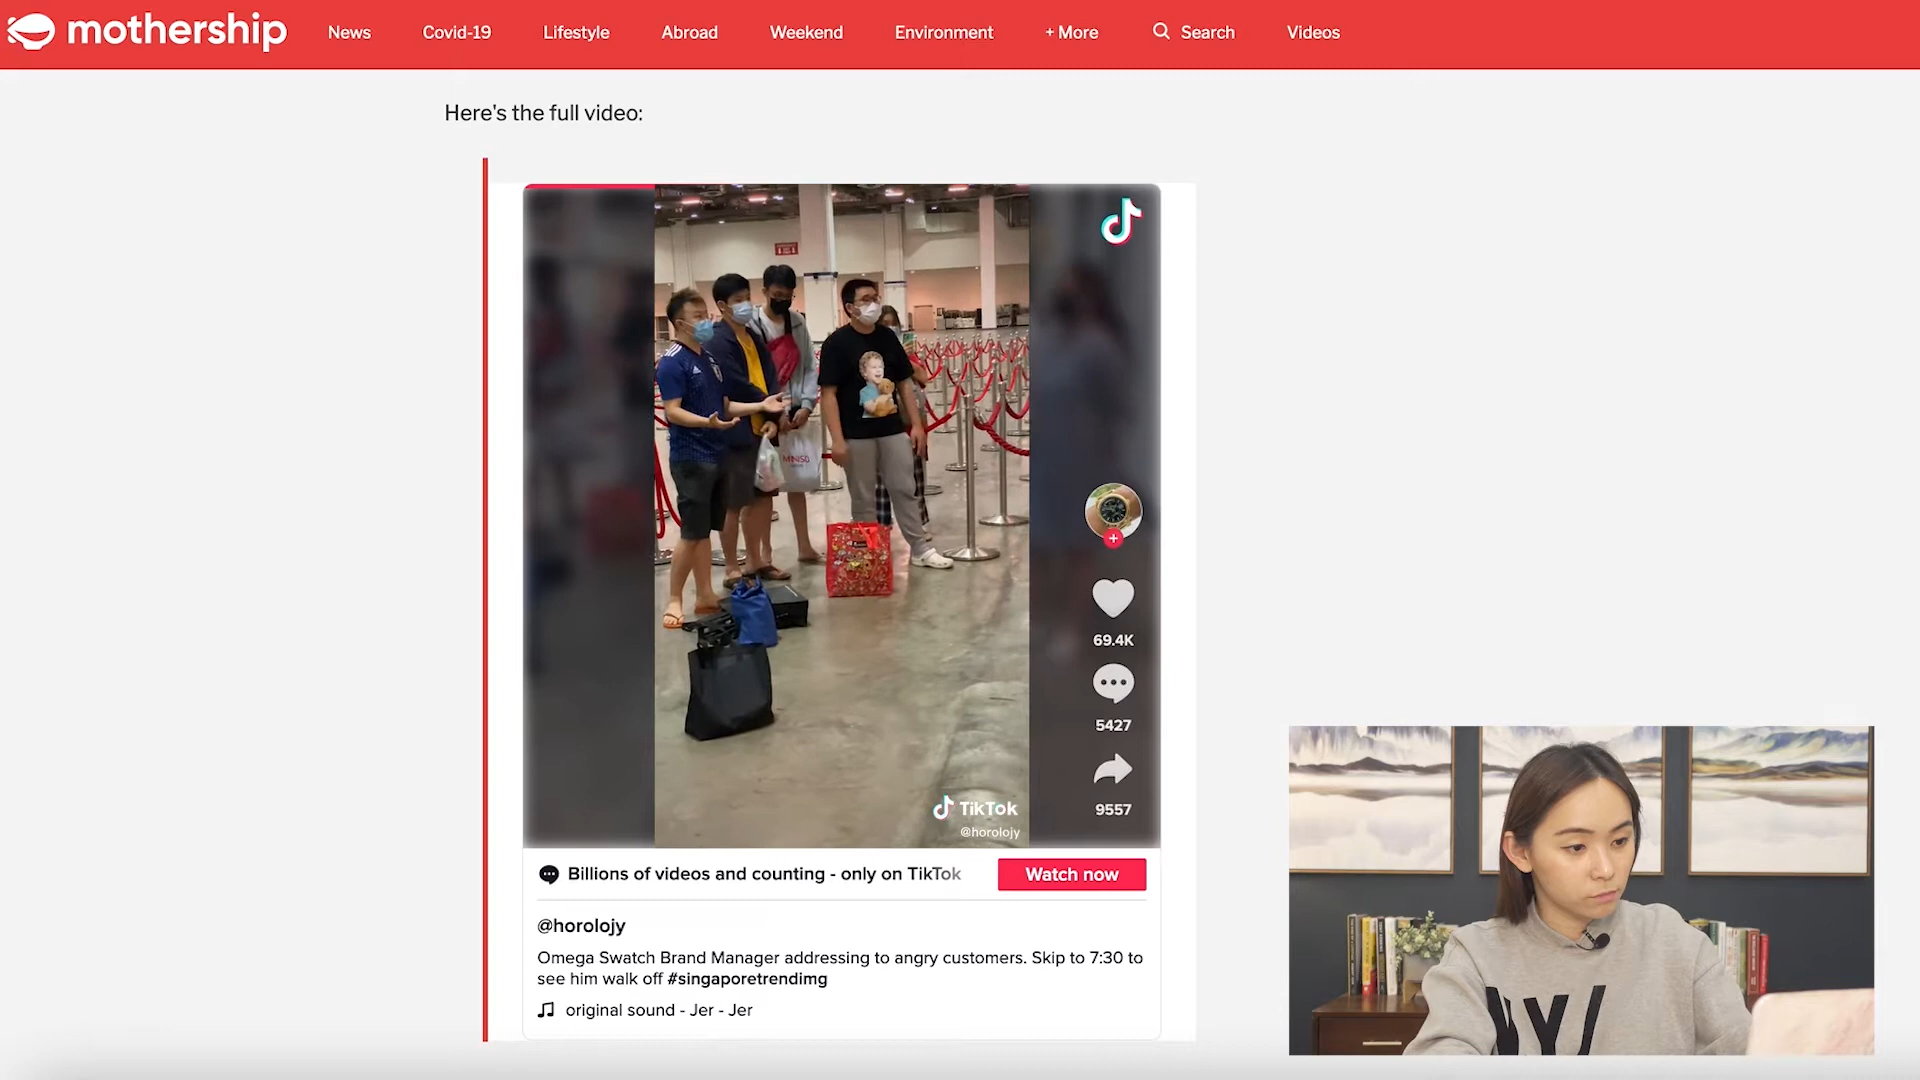 mothership
News
Covid-19
Lifestyle
Abroad
Weekend
Environment
+ More
Search
Videos
Here's the full video:
MINISO
69.4K
5427
9557
TikTok
@horolojy
Billions of videos and counting - only on TikTok
Watch now
@horolojy
Omega Swatch Brand Manager addressing to angry customers. Skip to 7:30 to
see him walk off #singaporetrendimg
original sound - Jer - Jer
NY